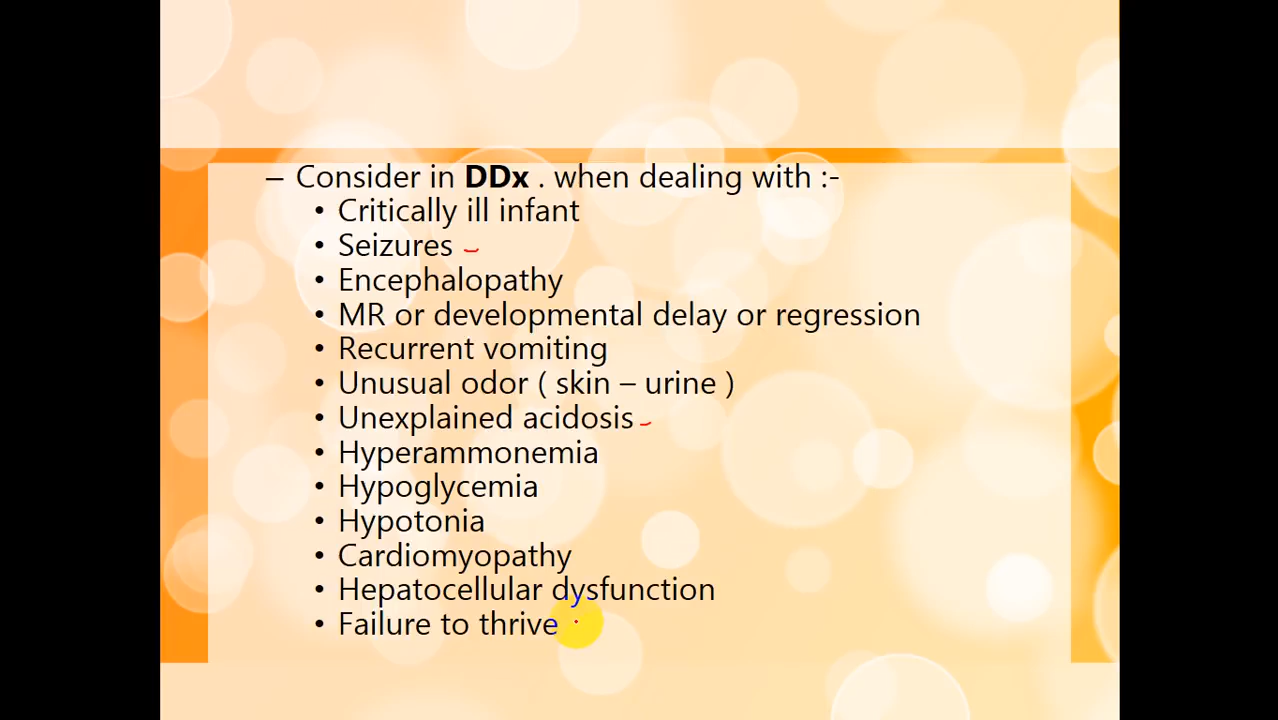 – Consider in DDx . when dealing with :-
• Critically ill infant
• Seizures
• Encephalopathy
• MR or developmental delay or regression
• Recurrent vomiting
• Unusual odor ( skin – urine )
• Unexplained acidosis
• Hyperammonemia
• Hypoglycemia
• Hypotonia
• Cardiomyopathy
• Hepatocellular dysfunction
• Failure to thrive